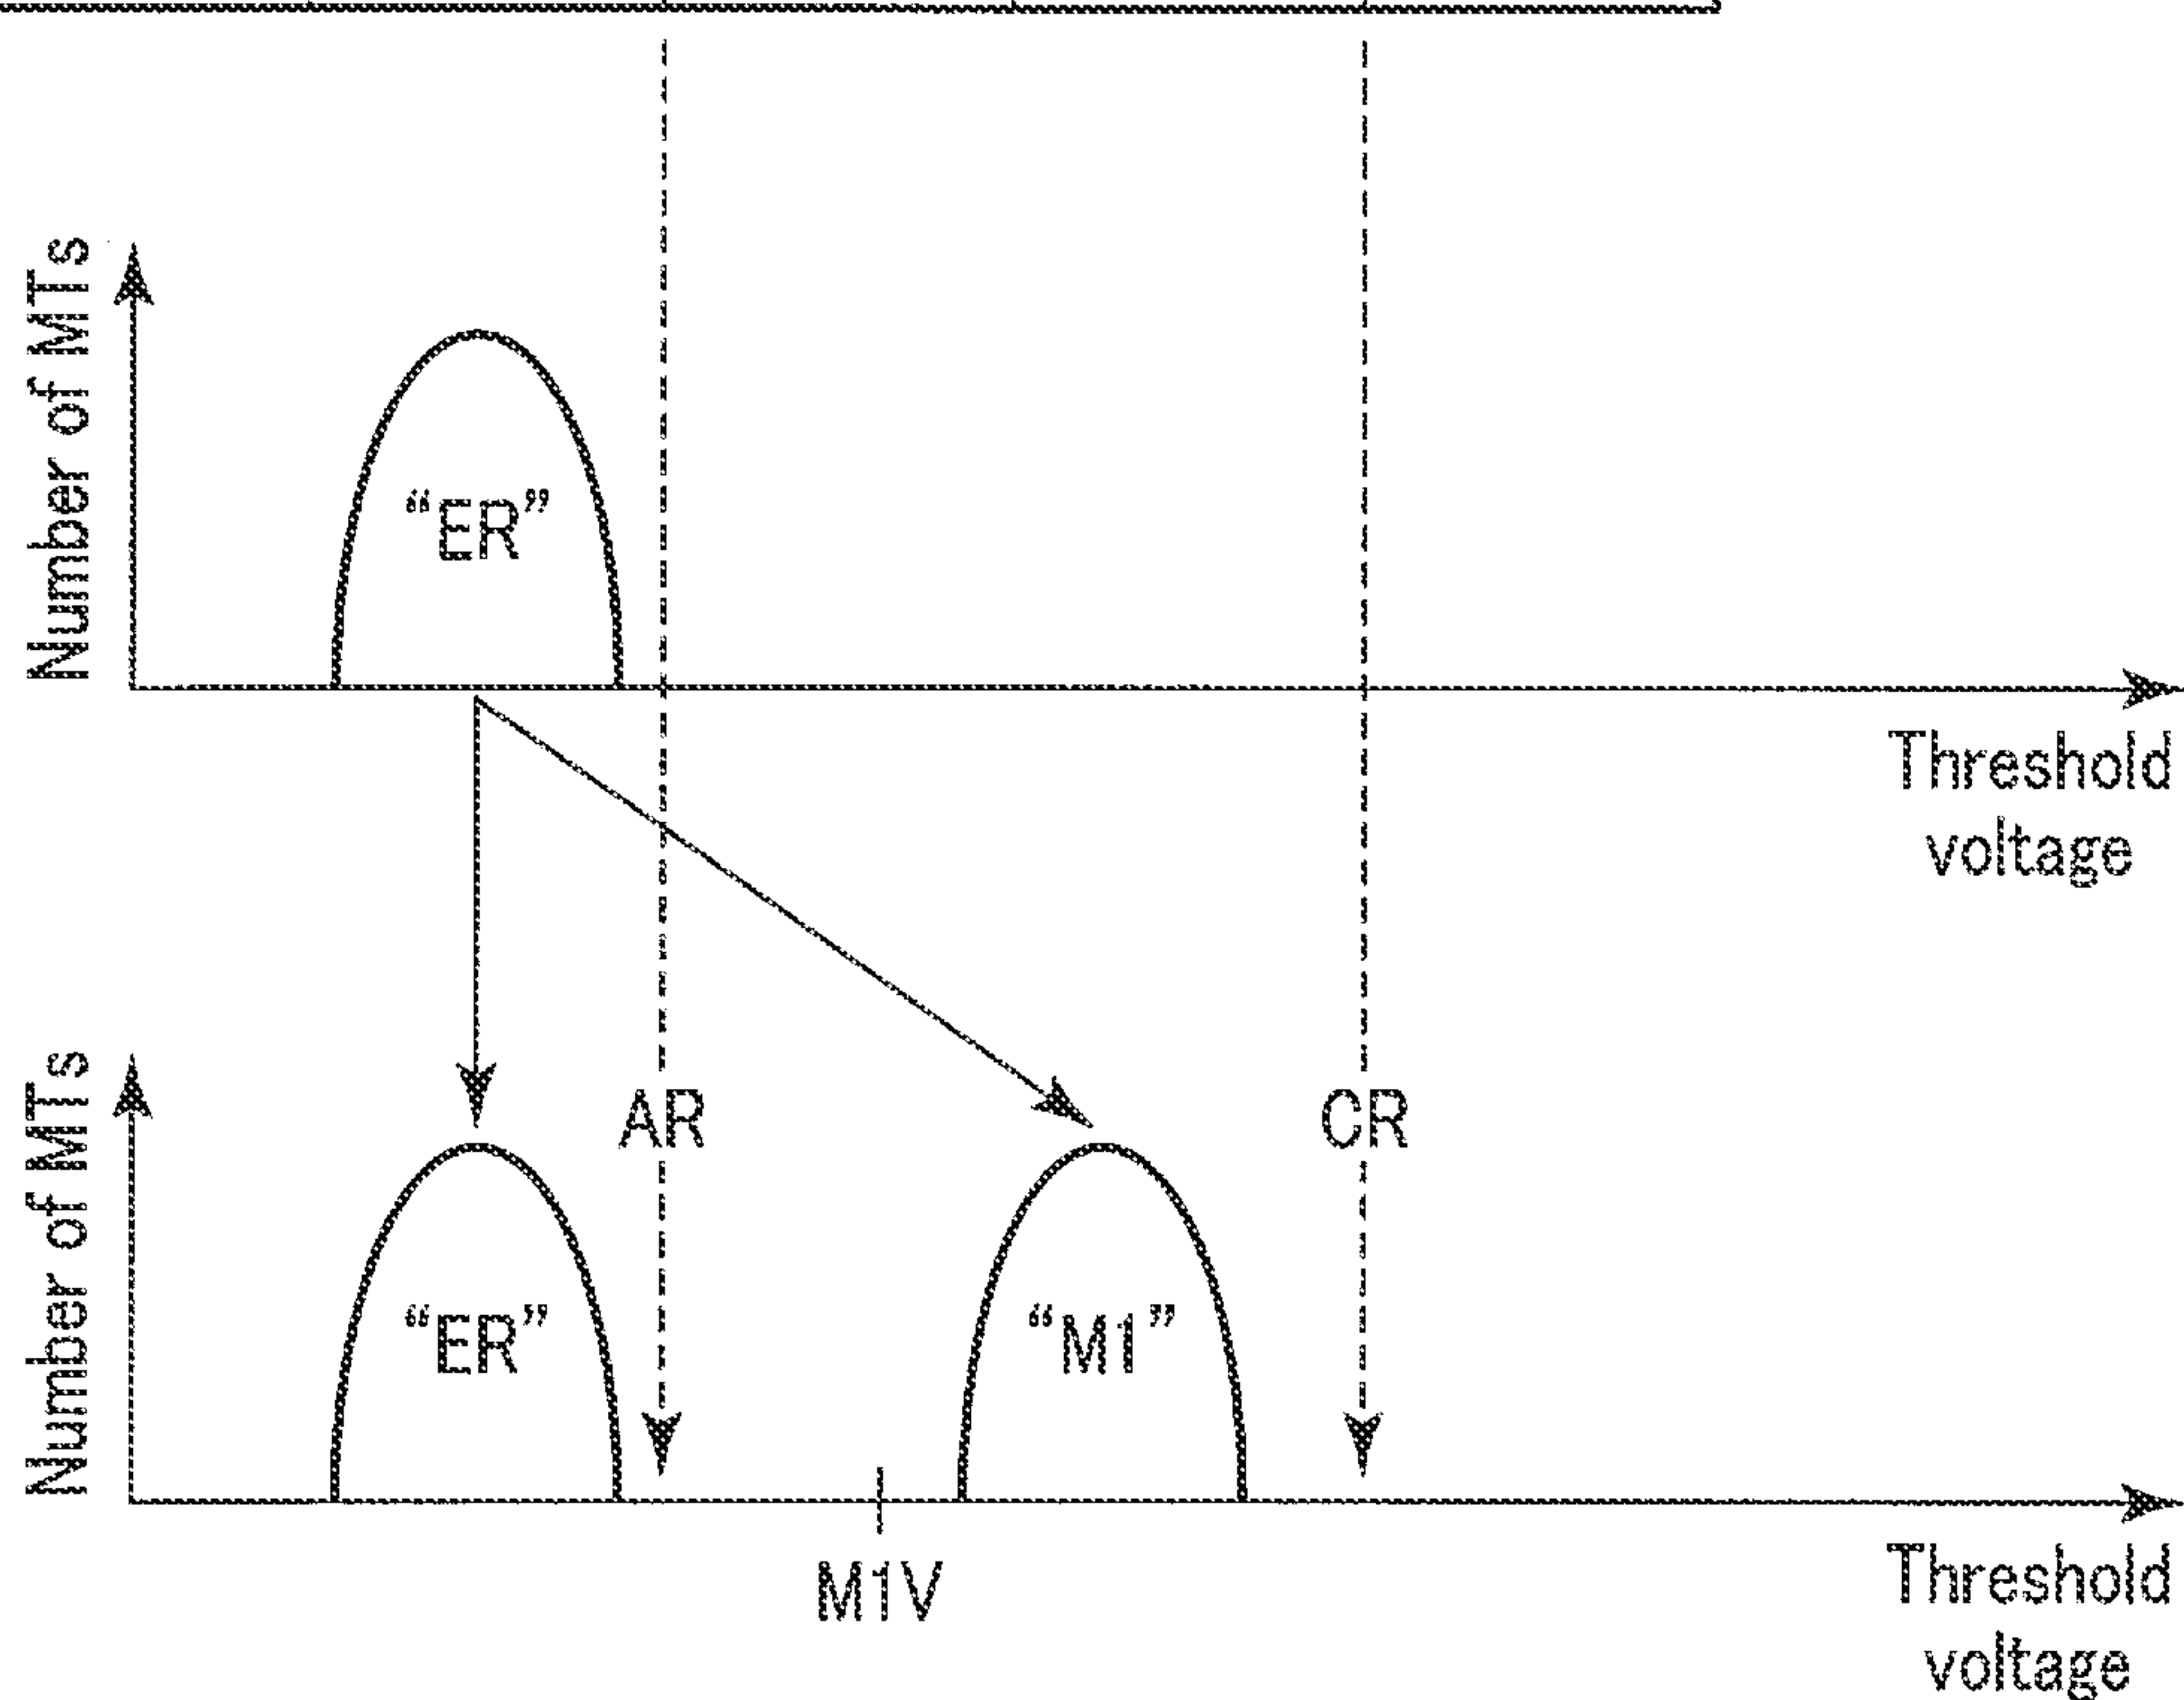 Number of MTs
“ER”
Threshold
voltage
Number of MTs
AR
CR
“ER”
“M1”
M1V
Threshold
voltage